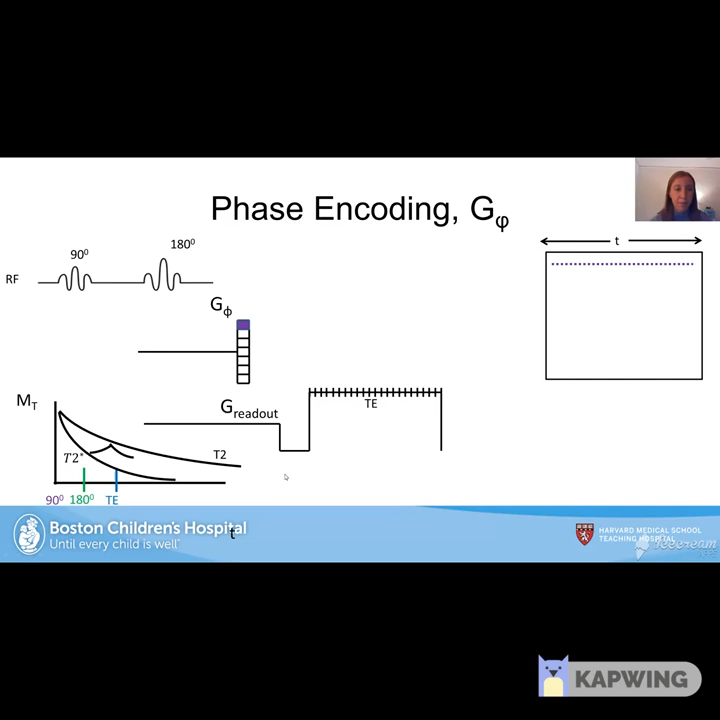 Phase Encoding, Gφ
t
90⁰
180⁰
RF
Gϕ
MT
Greadout
TE
T2*
T2
90⁰ 180⁰ TE
t
Boston Children's Hospital
Until every child is well™
HARVARD MEDICAL SCHOOL
TEACHING HOSPITAL
KAPWING